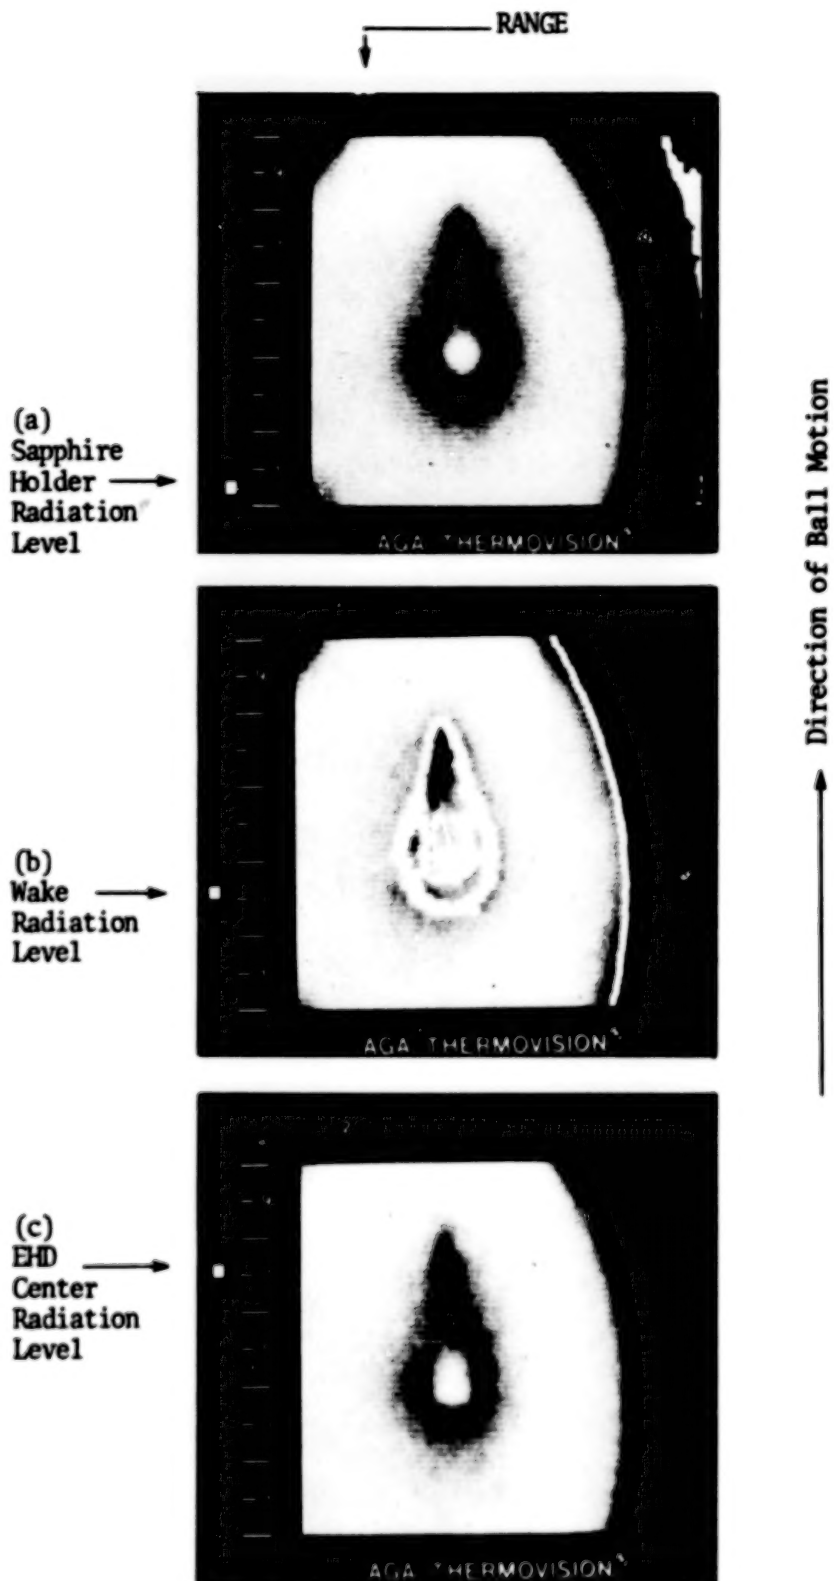 RANGE
(a)
Sapphire
Holder
Radiation
Level
AGA THERMOVISION
(b)
Wake
Radiation
Level
AGA THERMOVISION
(c)
EHD
Center
Radiation
Level
AGA THERMOVISION
Direction of Ball Motion